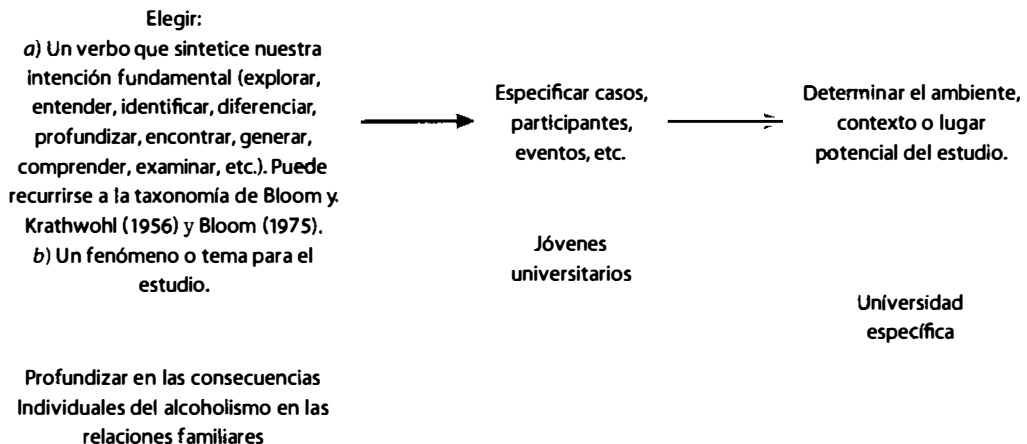 Elegir:
a) Un verbo que sintetice nuestra
intención fundamental (explorar,
entender, identificar, diferenciar,
profundizar, encontrar, generar,
comprender, examinar, etc.). Puede
recurrirse a la taxonomía de Bloom y.
Krathwohl (1956) y Bloom (1975).
b) Un fenómeno o tema para el
estudio.
Profundizar en las consecuencias
Individuales del alcoholismo en las
relaciones familiares
Especificar casos,
participantes,
eventos, etc.
Jóvenes
universitarios
Determinar el ambiente,
contexto o lugar
potencial del estudio.
Universidad
específica